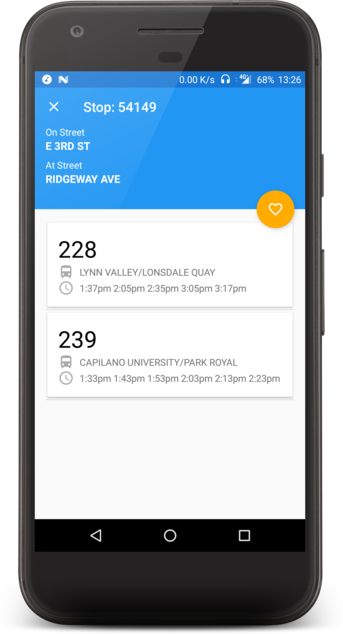 0.00 K/s 4G 68% 13:26
Stop: 54149
On Street
E 3RD ST
At Street
RIDGEWAY AVE
228
LYNN VALLEY/LONSDALE QUAY
1:37pm 2:05pm 2:35pm 3:05pm 3:17pm
239
CAPILANO UNIVERSITY/PARK ROYAL
1:33pm 1:43pm 1:53pm 2:03pm 2:13pm 2:23pm